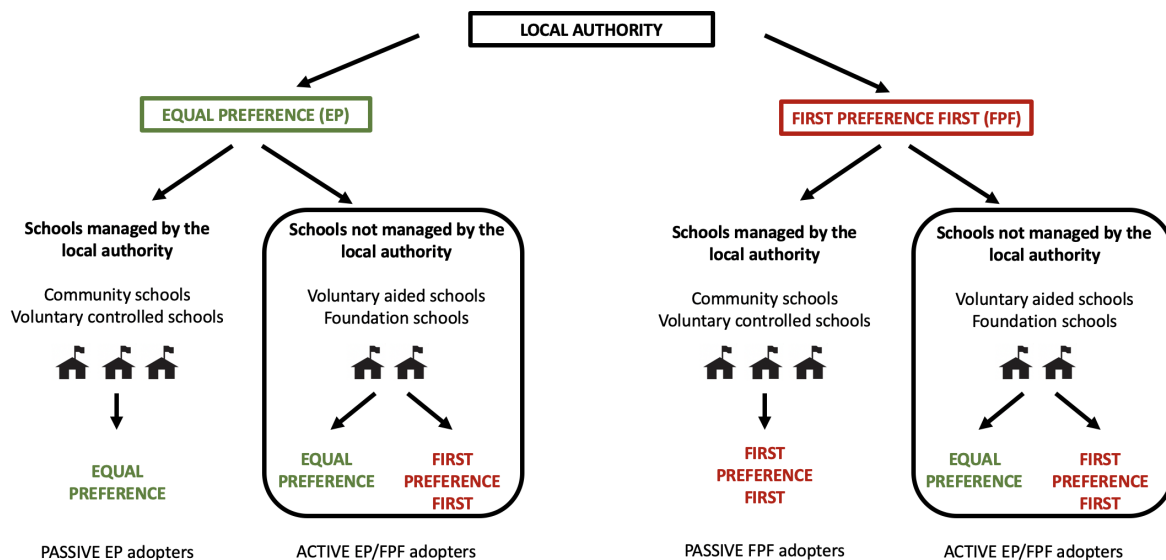 LOCAL AUTHORITY
EQUAL PREFERENCE (EP)
FIRST PREFERENCE FIRST (FPF)
Schools managed by the
local authority
Community schools
Voluntary controlled schools
EQUAL
PREFERENCE
PASSIVE EP adopters
Schools not managed by the
local authority
Voluntary aided schools
Foundation schools
EQUAL
PREFERENCE
FIRST
PREFERENCE
FIRST
ACTIVE EP/FPF adopters
Schools managed by the
local authority
Community schools
Voluntary controlled schools
FIRST
PREFERENCE
FIRST
PASSIVE FPF adopters
Schools not managed by the
local authority
Voluntary aided schools
Foundation schools
EQUAL
PREFERENCE
FIRST
PREFERENCE
FIRST
ACTIVE EP/FPF adopters